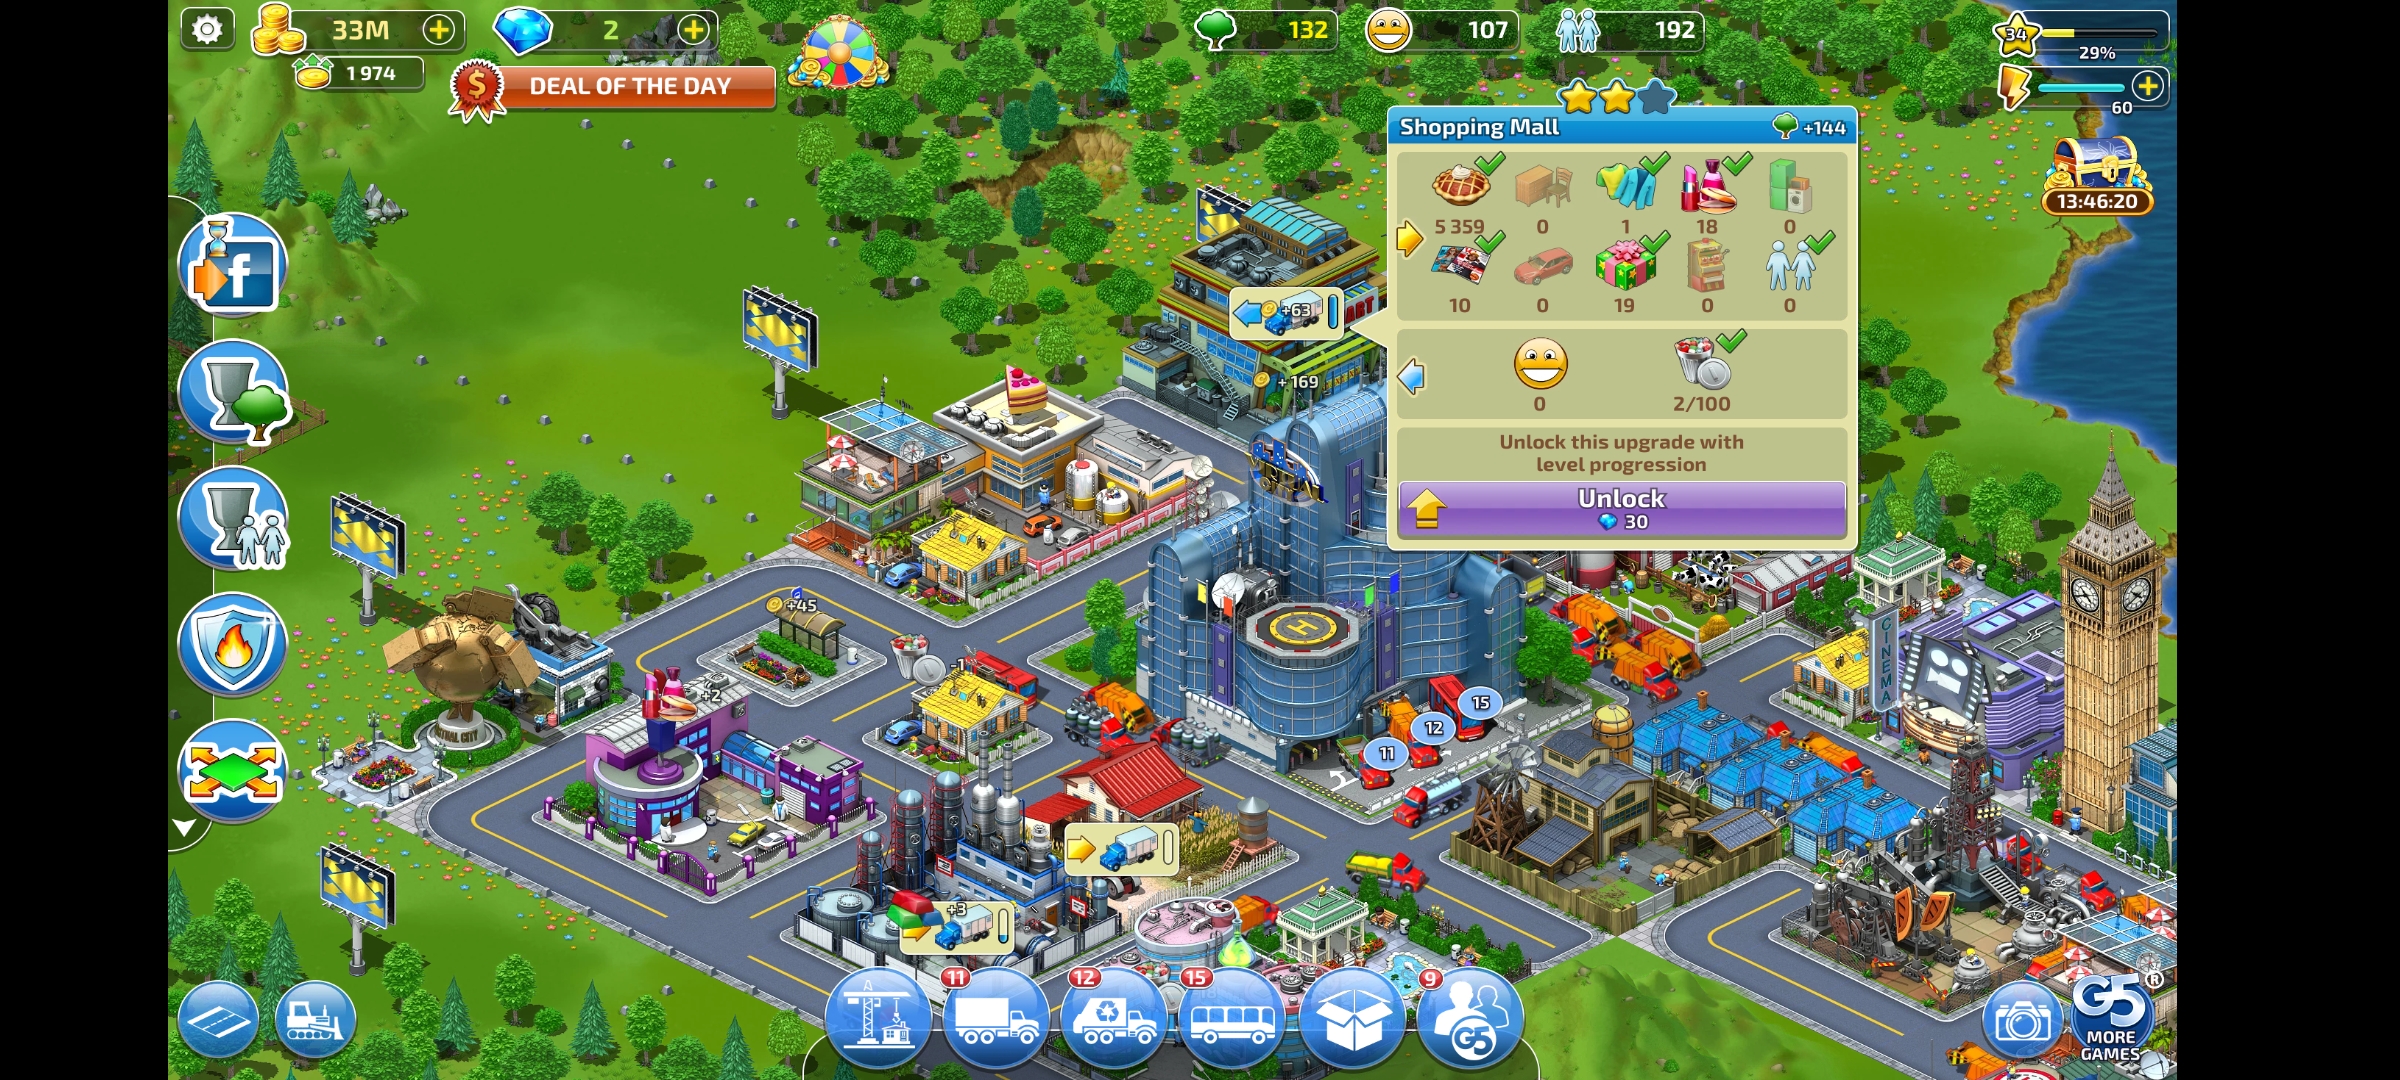 33M
2
132
107
192
34
29%
1 974
DEAL OF THE DAY
60
Shopping Mall
+144
5 359
0
1
18
0
10
0
19
0
0
0
2/100
Unlock this upgrade with
level progression
Unlock
30
13:46:20
f
+63
+169
+45
-1
+2
+3
15
12
11
H
CINEMA
11
12
15
9
A
G5
G5
®
MORE
GAMES